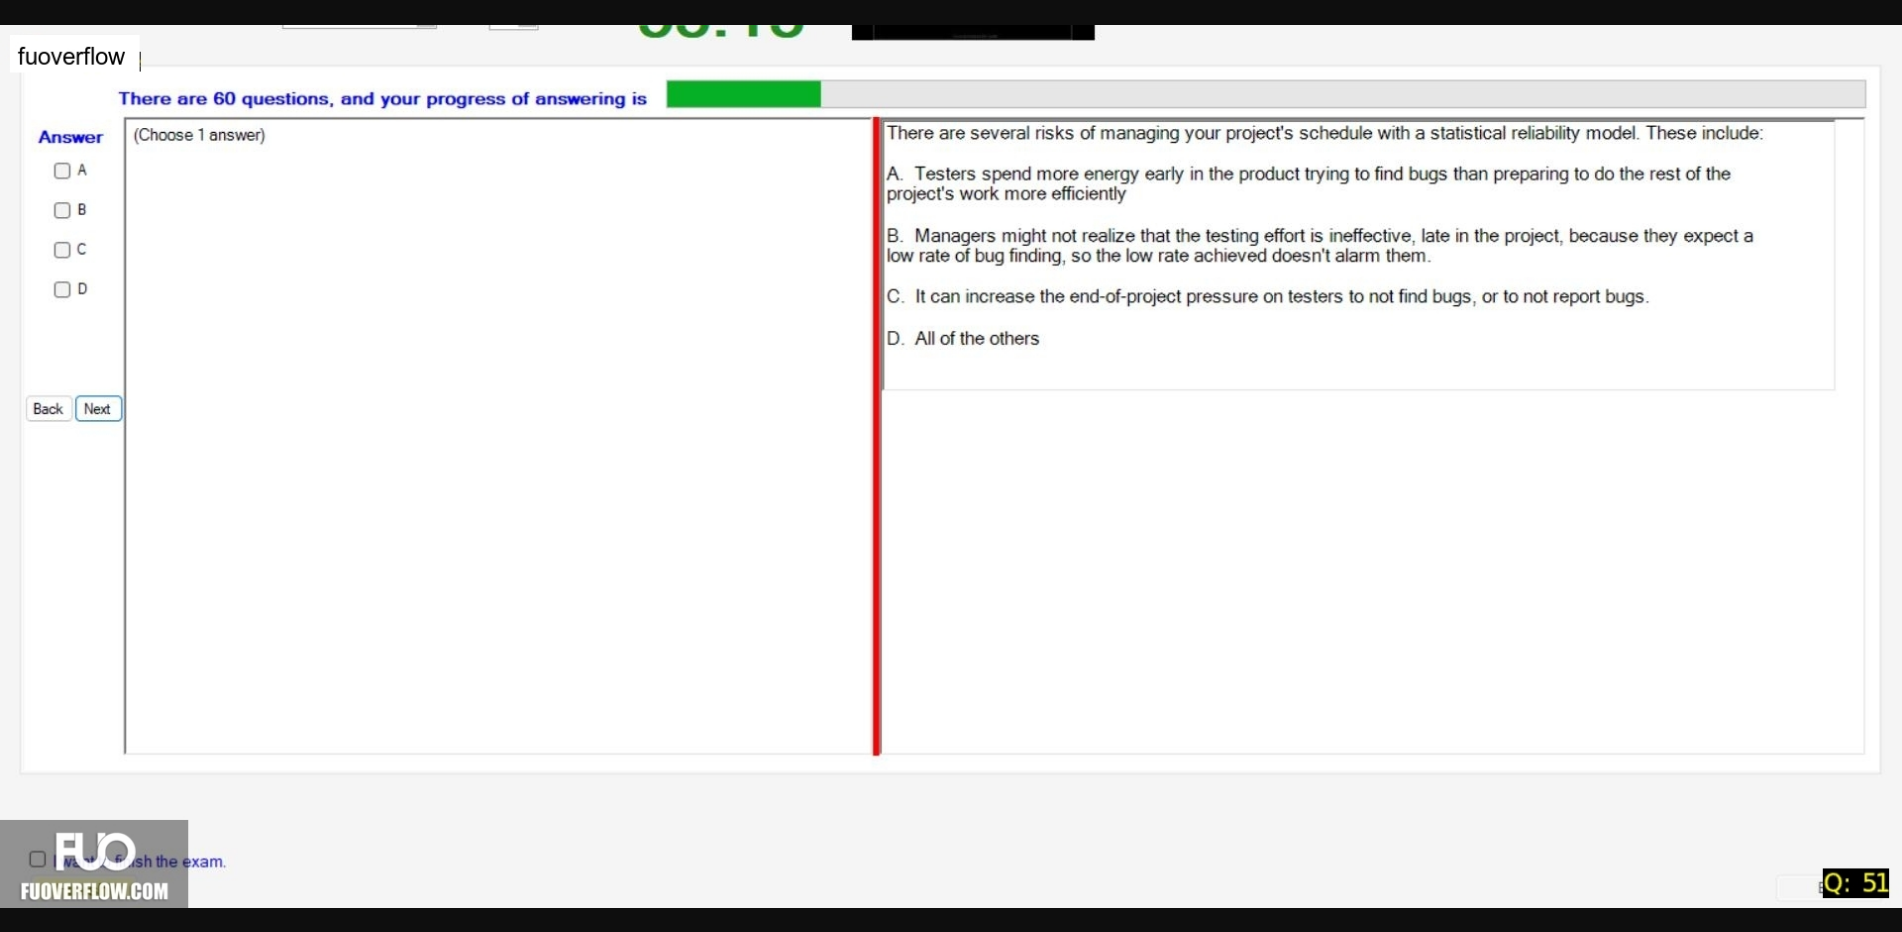 fuoverflow
There are 60 questions, and your progress of answering is
Answer
(Choose 1 answer)
A
B
C
D
Back Next
There are several risks of managing your project's schedule with a statistical reliability model. These include:
A. Testers spend more energy early in the product trying to find bugs than preparing to do the rest of the
project's work more efficiently
B. Managers might not realize that the testing effort is ineffective, late in the project, because they expect a
low rate of bug finding, so the low rate achieved doesn't alarm them.
C. It can increase the end-of-project pressure on testers to not find bugs, or to not report bugs.
D. All of the others
the exam.
FUO
FUOVERFLOW.COM
Q: 51